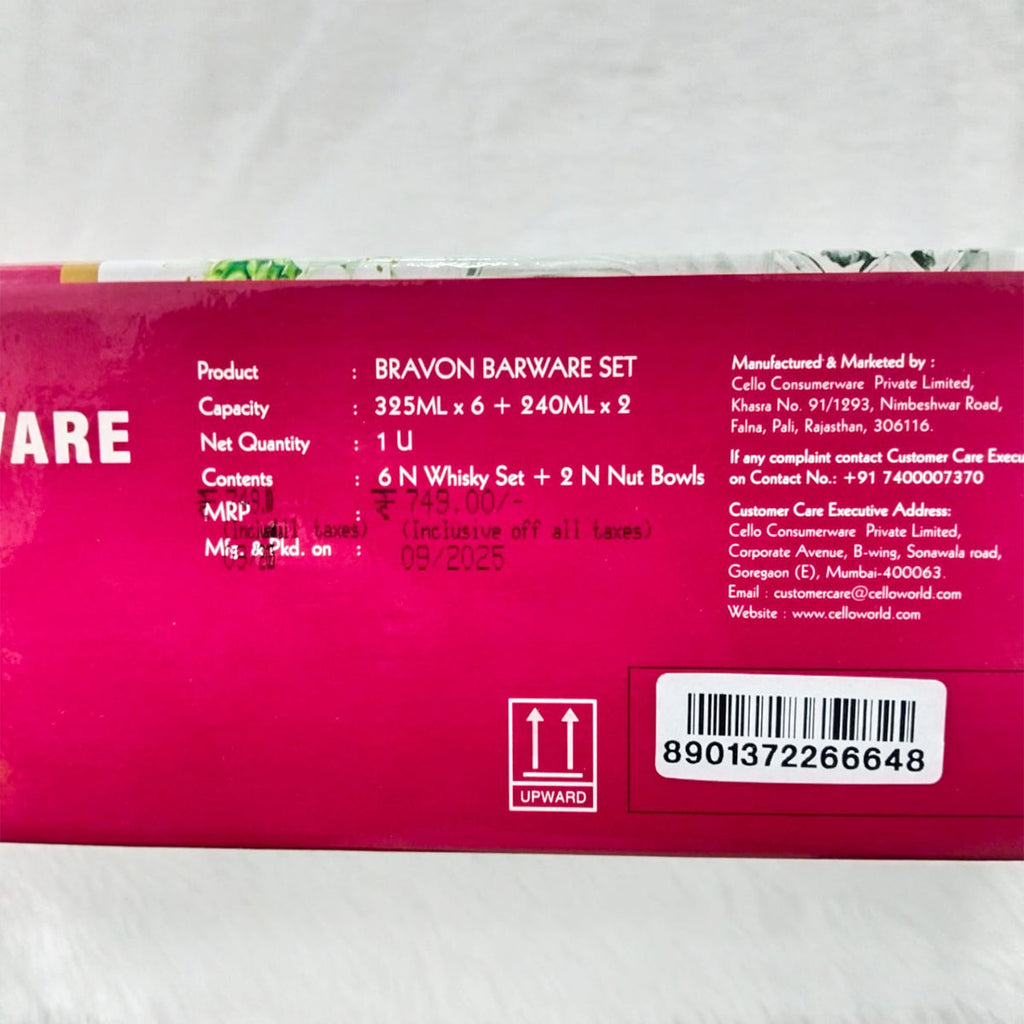 WARE
Product : BRAVON BARWARE SET
Capacity : 325ML x 6 + 240ML x 2
Net Quantity : 1 U
Contents : 6 N Whisky Set + 2 N Nut Bowls
MRP : ₹ 749.00/-
(Inclusive off all taxes)
Mfg. & Pkd. on : 09/2025
Manufactured & Marketed by :
Cello Consumerware Private Limited,
Khasra No. 91/1293, Nimbeshwar Road,
Falna, Pali, Rajasthan, 306116.
If any complaint contact Customer Care Execu
on Contact No.: +91 7400007370
Customer Care Executive Address:
Cello Consumerware Private Limited,
Corporate Avenue, B-wing, Sonawala road,
Goregaon (E), Mumbai-400063.
Email : customercare@celloworld.com
Website : www.celloworld.com
UPWARD
8901372266648